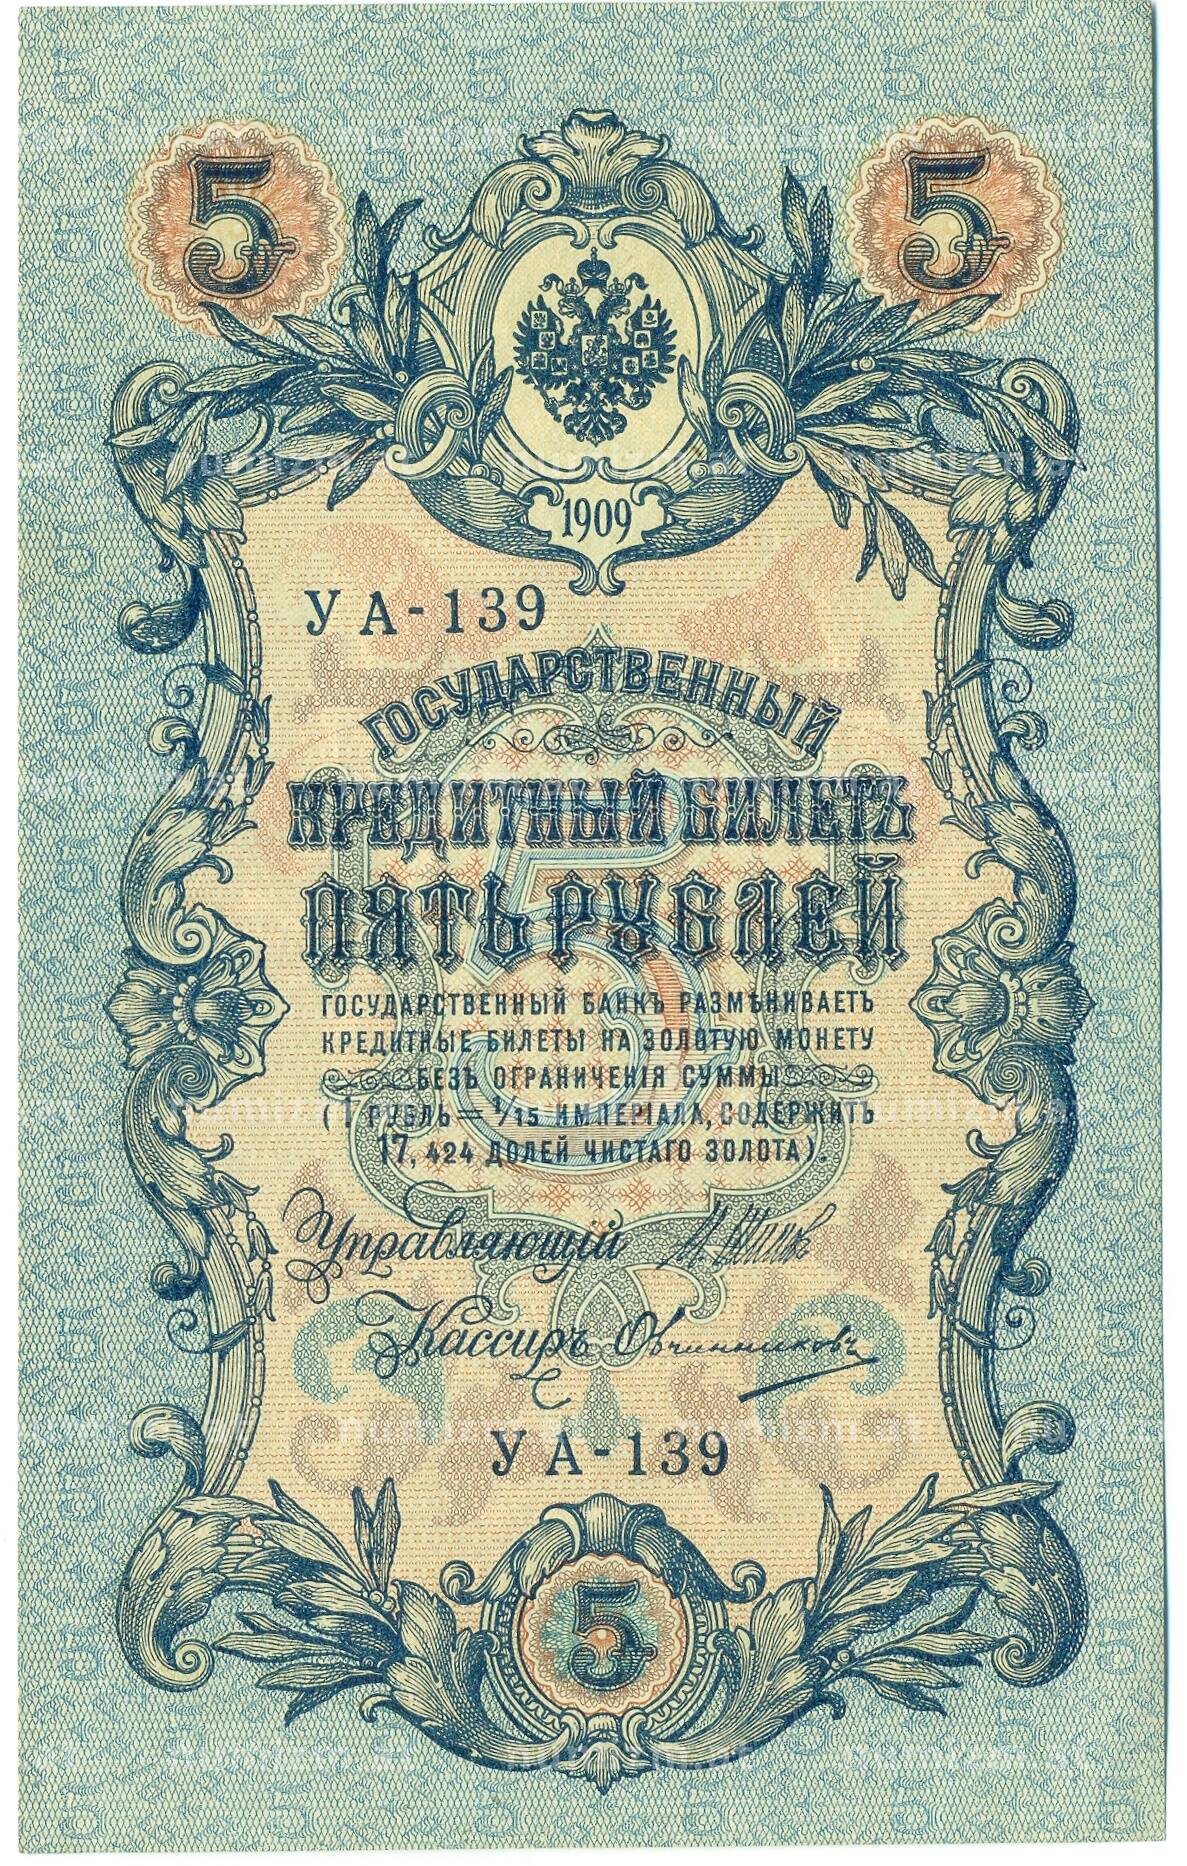 5 5
1909
УА-139
ГОСУДАРСТВЕННЫЙ
КРЕДИТНЫЙ БИЛЕТЪ
ПЯТЬ РУБЛЕЙ
5
ГОСУДАРСТВЕННЫЙ БАНКЪ РАЗМѢНИВАЕТЪ
КРЕДИТНЫЕ БИЛЕТЫ НА ЗОЛОТУЮ МОНЕТУ
БЕЗЪ ОГРАНИЧЕНІЯ СУММЫ
(1 РУБЛЬ = 1/15 ИМПЕРІАЛА, СОДЕРЖИТЪ
17,424 ДОЛЕЙ ЧИСТАГО ЗОЛОТА).
Управляющій
Кассиръ Овчинниковъ
УА-139
5